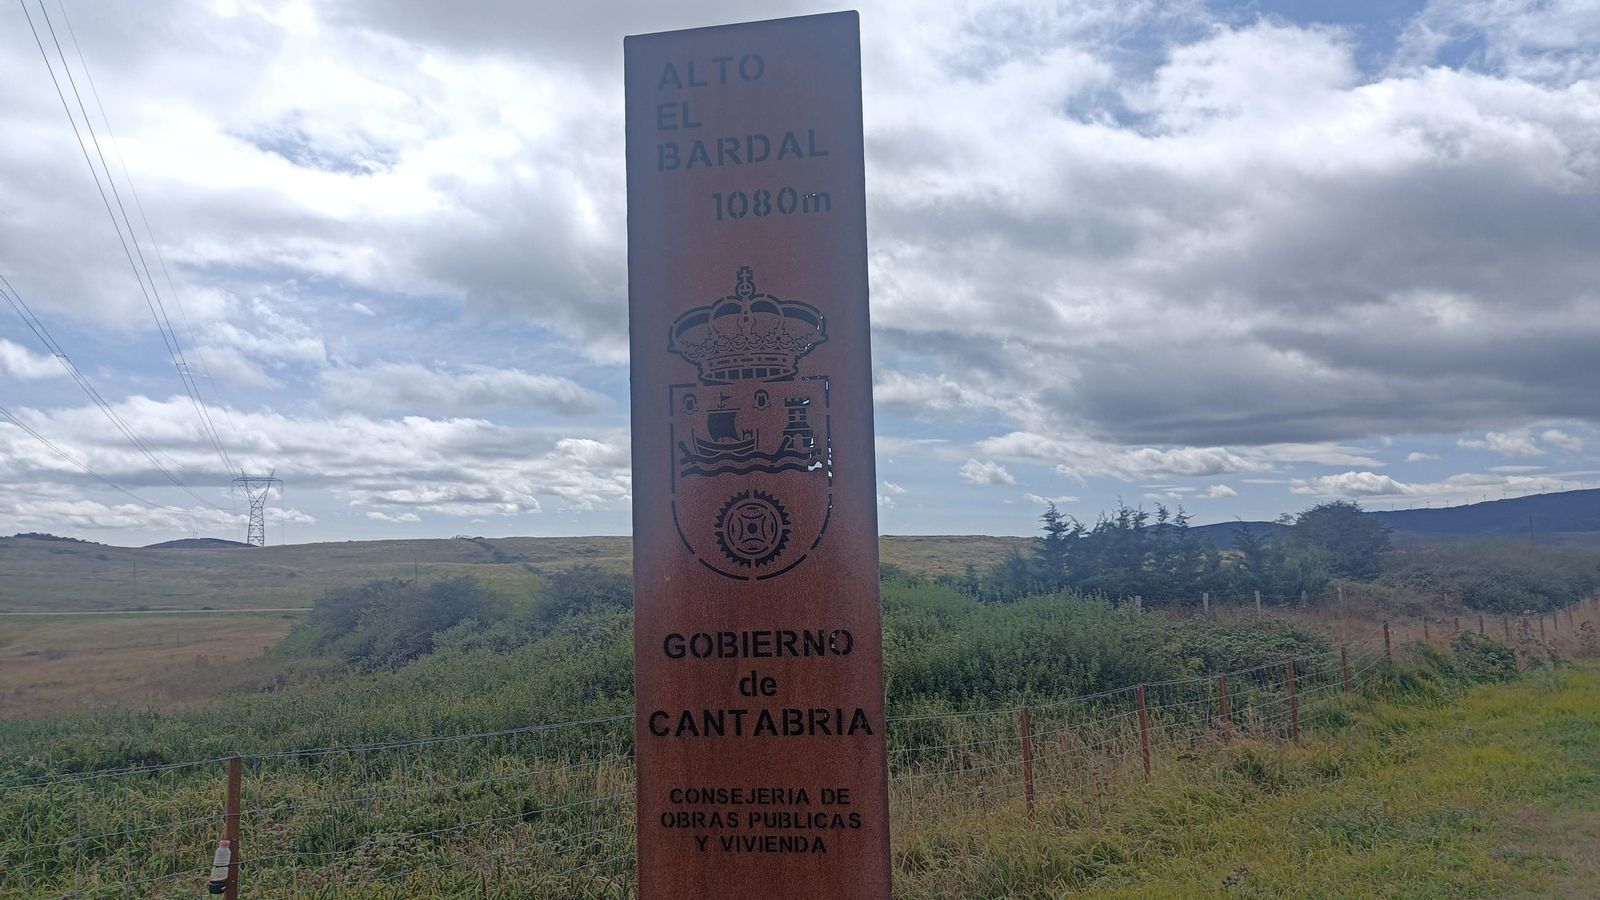 ALTO
EL
BARDAL
1080m
GOBIERNO
de
CANTABRIA
CONSEJERIA DE
OBRAS PUBLICAS
Y VIVIENDA